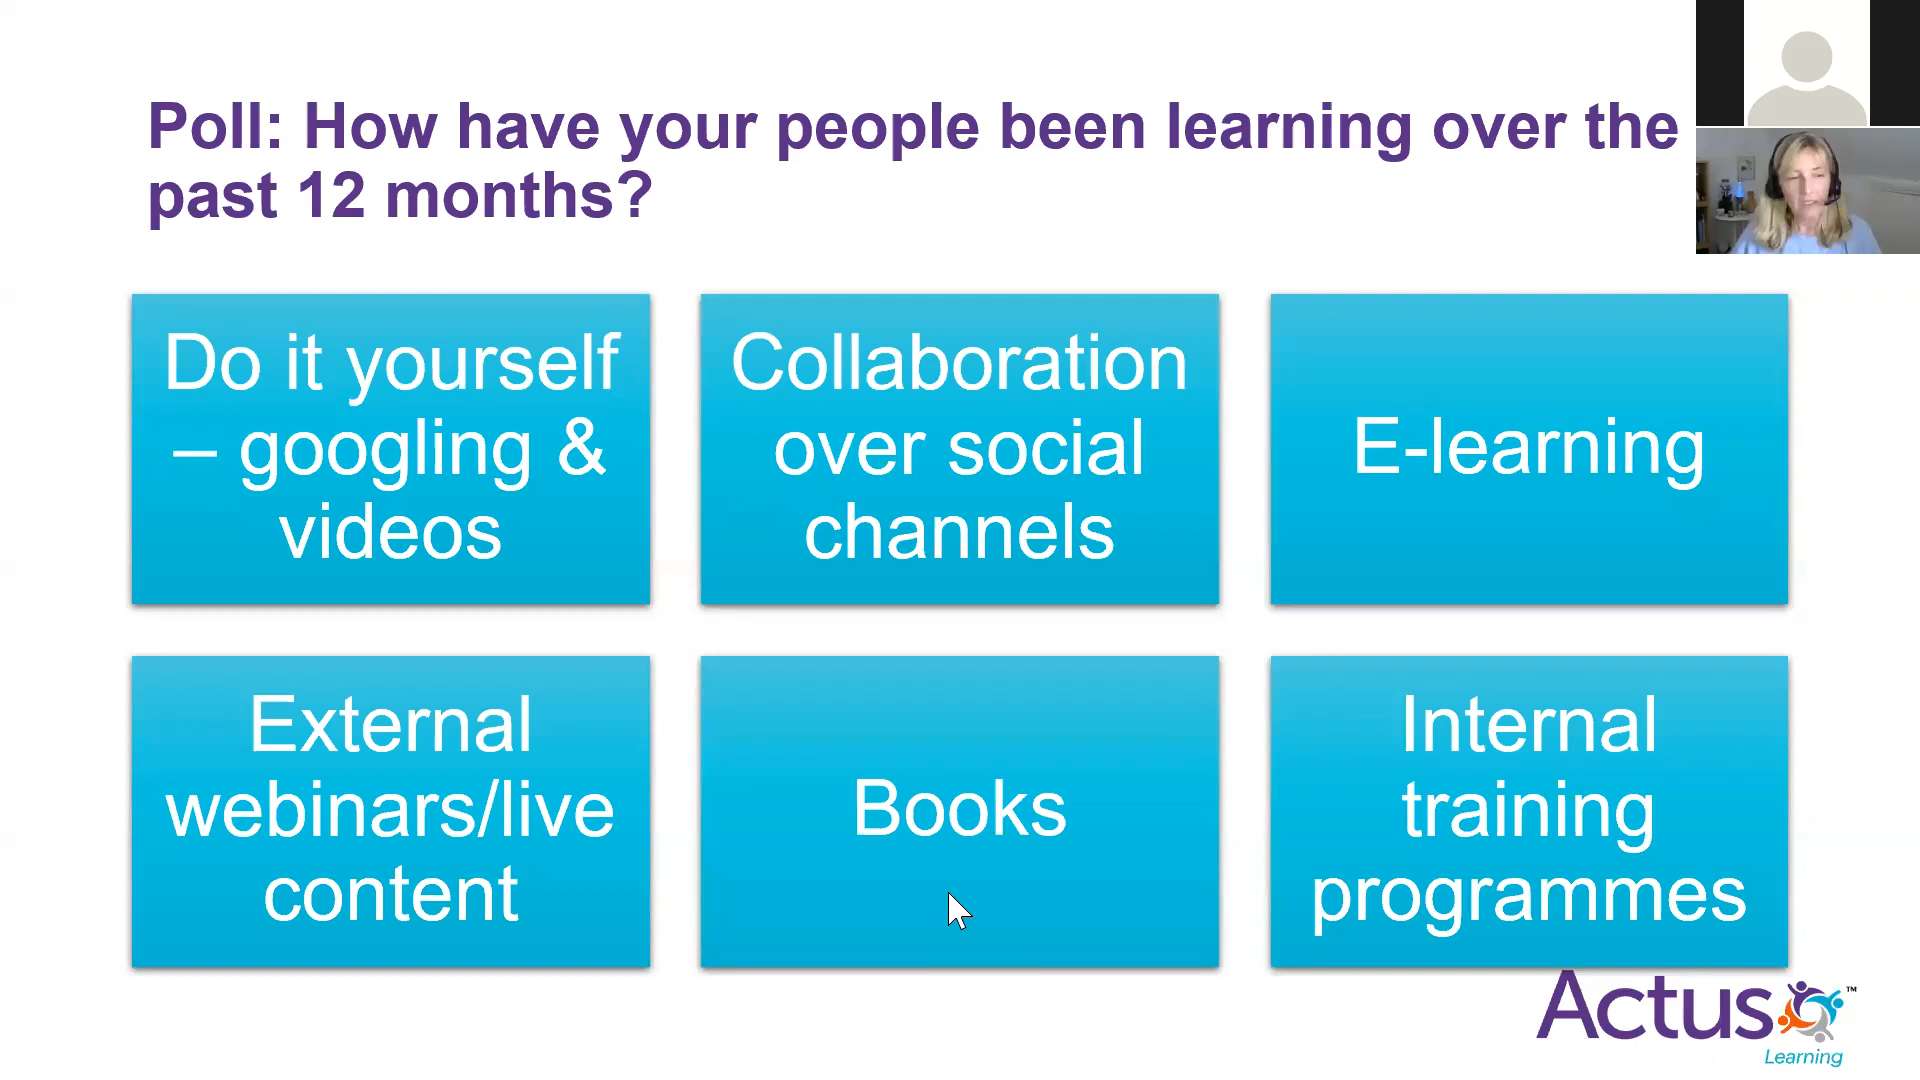 Poll: How have your people been learning over the
past 12 months?
Do it yourself
– googling &
videos
Collaboration
over social
channels
E-learning
External
webinars/live
content
Books
Internal
training
programmes
Actus™
Learning